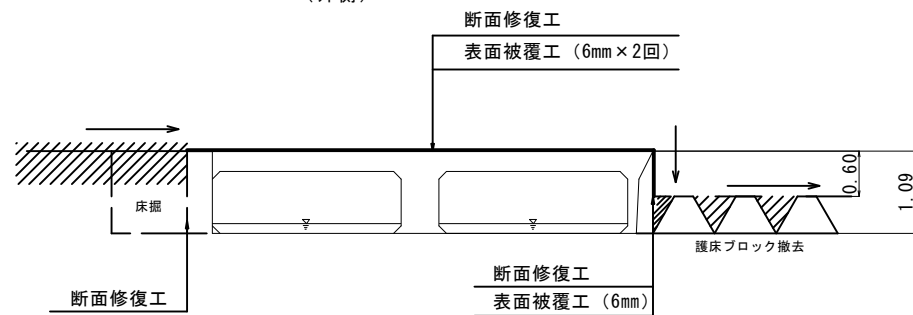 断面修復工
表面被覆工（6mm×2回）
0.60
1.09
床掘
護床ブロック撤去
断面修復工
断面修復工
表面被覆工（6mm）